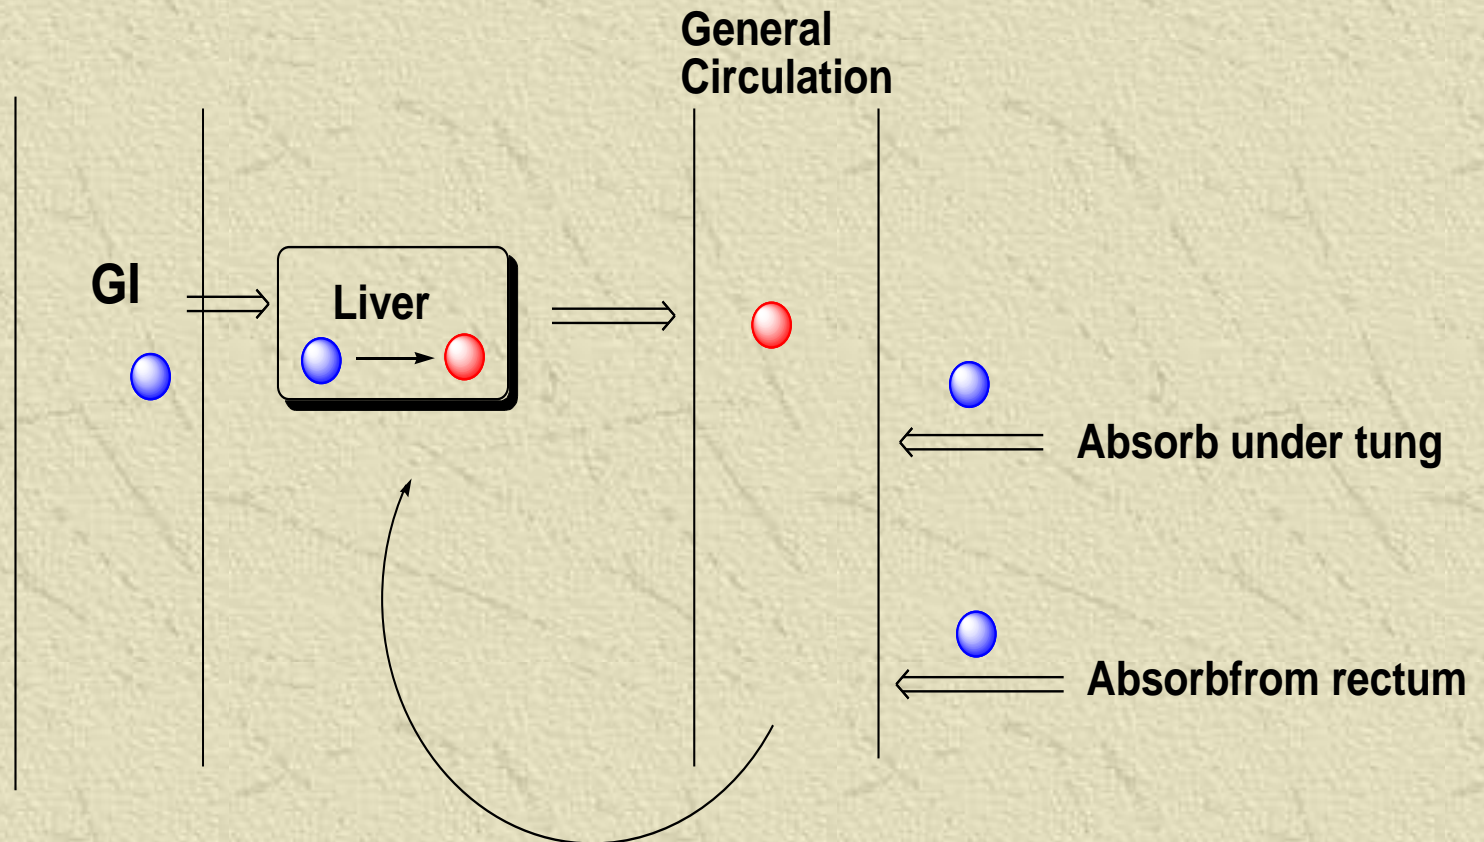 General
Circulation
GI
Liver
Absorb under tung
Absorbfrom rectum